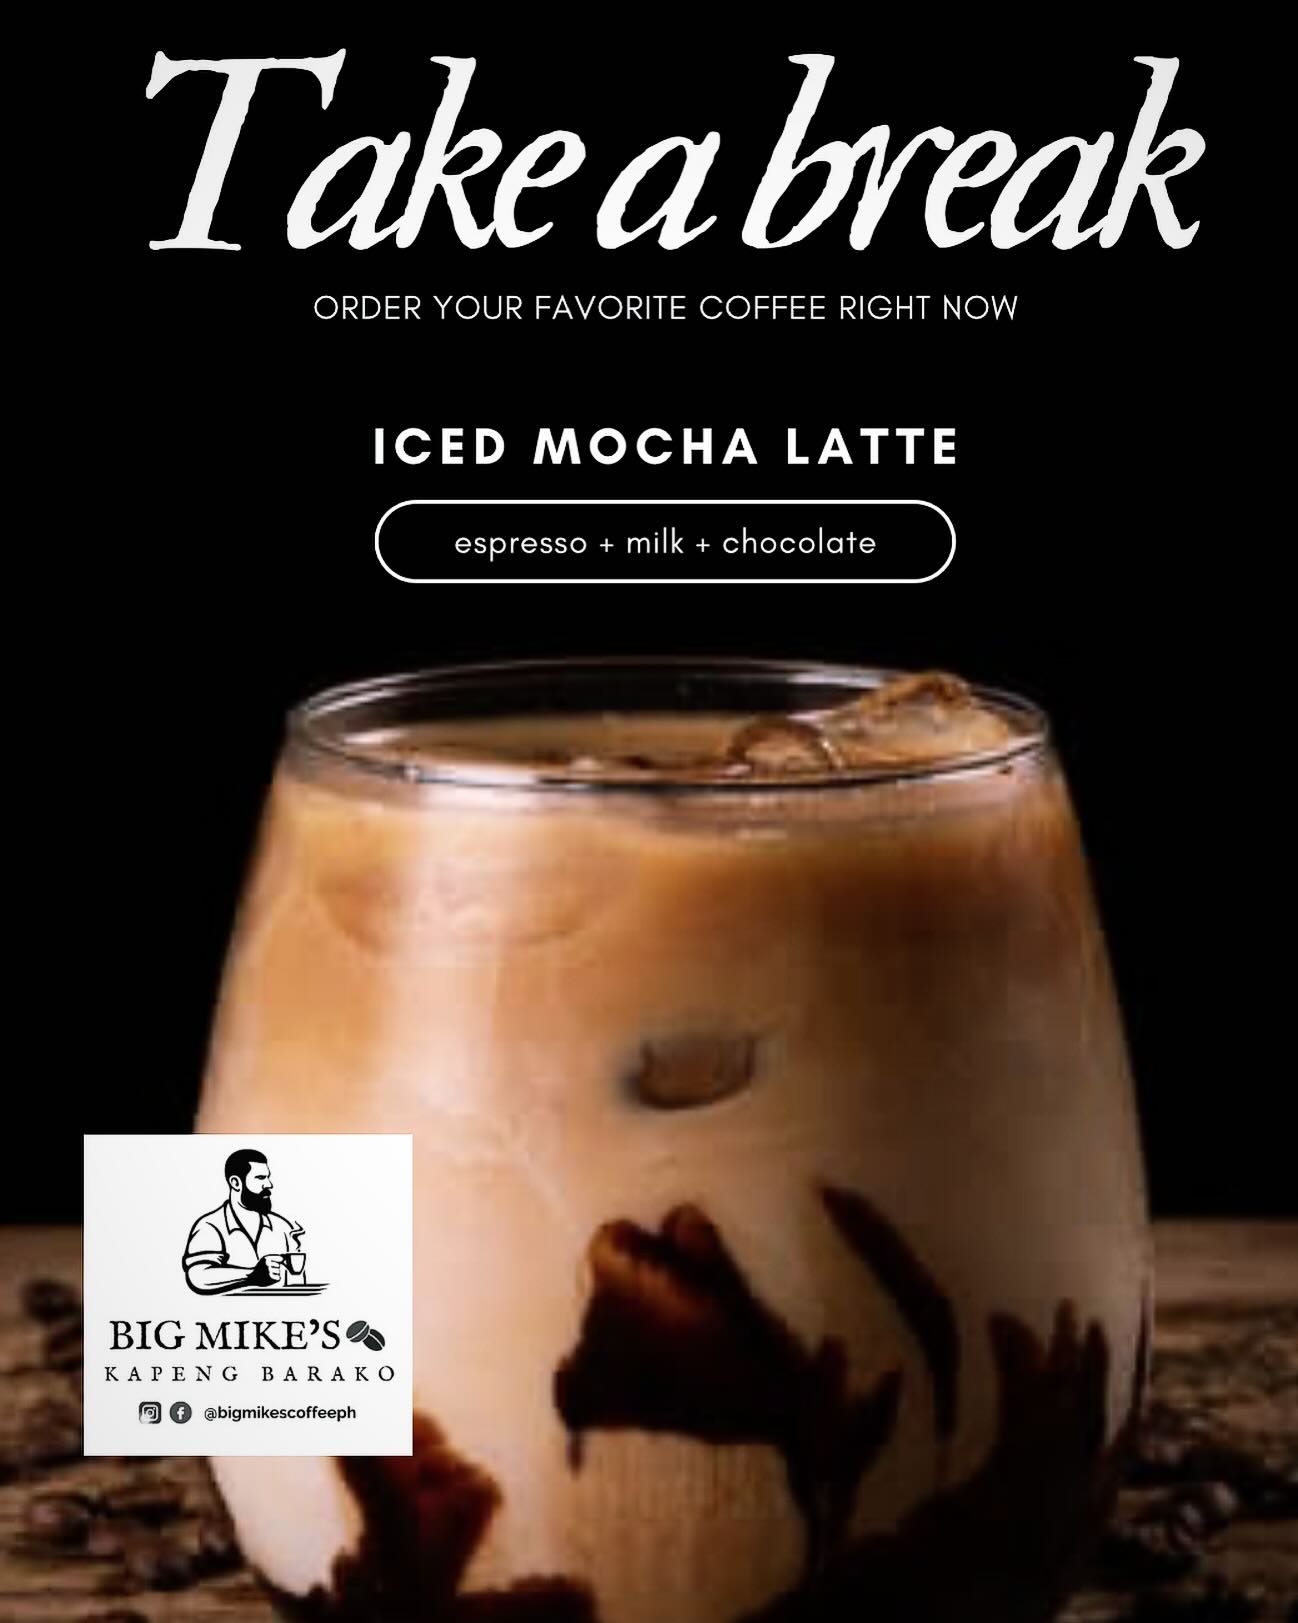 Take a break
ORDER YOUR FAVORITE COFFEE RIGHT NOW
ICED MOCHA LATTE
espresso + milk + chocolate
BIG MIKE'S
KAPENG BARAKO
@bigmikescoffeeph